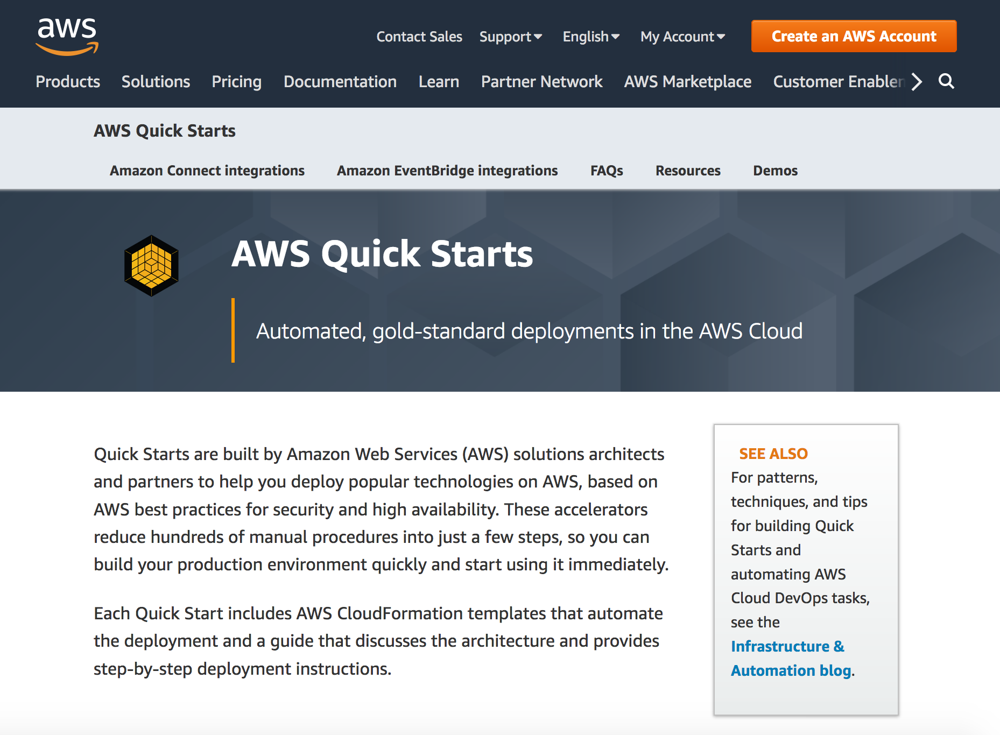 aws
Contact Sales Support English My Account Create an AWS Account
Products Solutions Pricing Documentation Learn Partner Network AWS Marketplace Customer Enabler
AWS Quick Starts
Amazon Connect integrations Amazon EventBridge integrations FAQs Resources Demos
AWS Quick Starts
Automated, gold-standard deployments in the AWS Cloud
Quick Starts are built by Amazon Web Services (AWS) solutions architects
and partners to help you deploy popular technologies on AWS, based on
AWS best practices for security and high availability. These accelerators
reduce hundreds of manual procedures into just a few steps, so you can
build your production environment quickly and start using it immediately.
Each Quick Start includes AWS CloudFormation templates that automate
the deployment and a guide that discusses the architecture and provides
step-by-step deployment instructions.
SEE ALSO
For patterns,
techniques, and tips
for building Quick
Starts and
automating AWS
Cloud DevOps tasks,
see the
Infrastructure &
Automation blog.